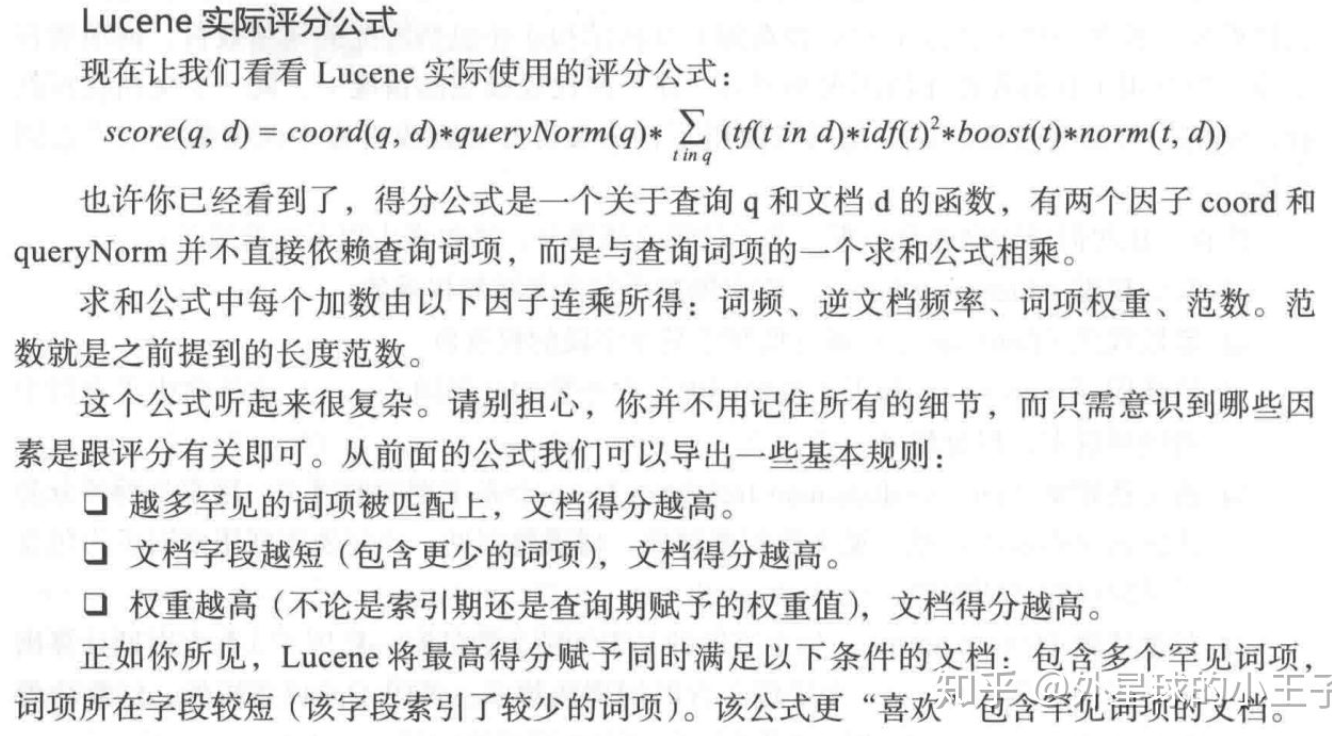 Lucene 实际评分公式
现在让我们看看 Lucene 实际使用的评分公式：
score(q, d) = coord(q, d)*queryNorm(q)* ∑ (tf(t in d)*idf(t)²*boost(t)*norm(t, d))
t in q
也许你已经看到了，得分公式是一个关于查询 q 和文档 d 的函数，有两个因子 coord 和
queryNorm 并不直接依赖查询词项，而是与查询词项的一个求和公式相乘。
求和公式中每个加数由以下因子连乘所得：词频、逆文档频率、词项权重、范数。范
数就是之前提到的长度范数。
这个公式听起来很复杂。请别担心，你并不用记住所有的细节，而只需意识到哪些因
素是跟评分有关即可。从前面的公式我们可以导出一些基本规则：
❑ 越多罕见的词项被匹配上，文档得分越高。
❑ 文档字段越短（包含更少的词项），文档得分越高。
❑ 权重越高（不论是索引期还是查询期赋予的权重值），文档得分越高。
正如你所见，Lucene 将最高得分赋予同时满足以下条件的文档：包含多个罕见词项，
词项所在字段较短（该字段索引了较少的词项）。该公式更“喜欢”包含罕见词项的文档。
知乎 @外星球的小王子